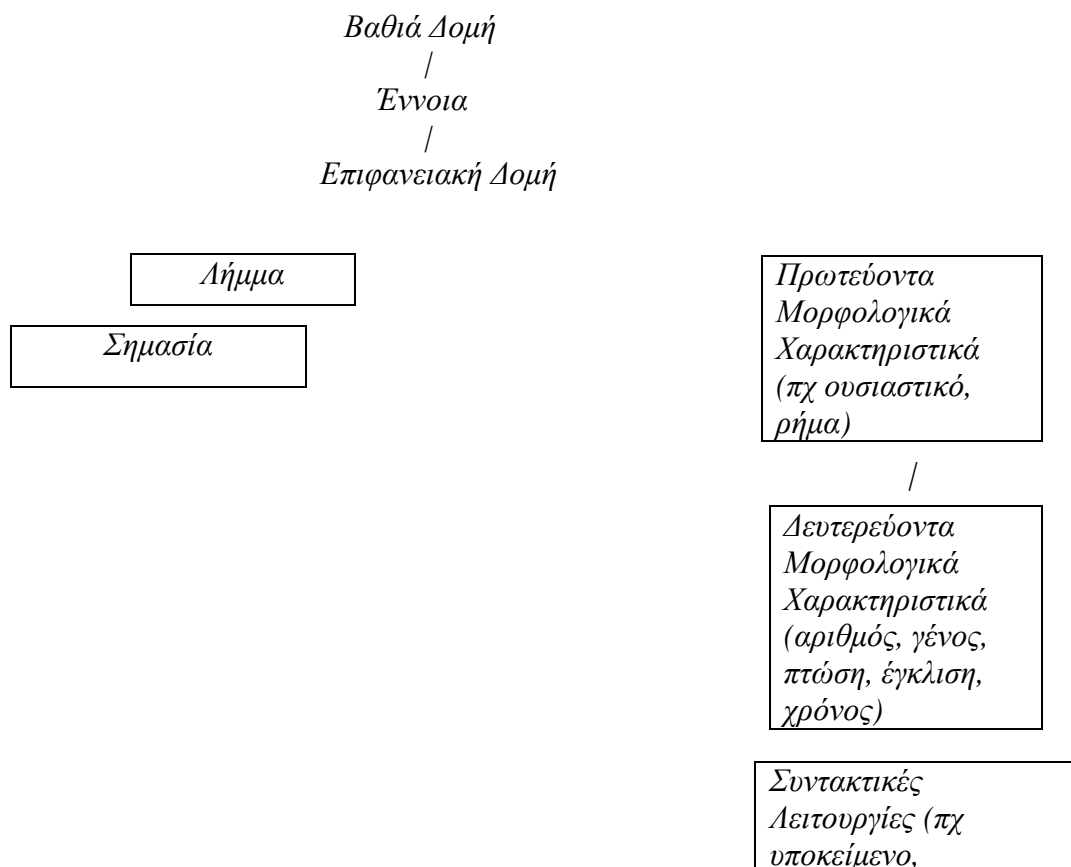 Βαθιά Δομή
/
Έννοια
/
Επιφανειακή Δομή
Λήμμα
Σημασία
Πρωτεύοντα
Μορφολογικά
Χαρακτηριστικά
(πχ ουσιαστικό,
ρήμα)
/
Δευτερεύοντα
Μορφολογικά
Χαρακτηριστικά
(αριθμός, γένος,
πτώση, έγκλιση,
χρόνος)
Συντακτικές
Λειτουργίες (πχ
υποκείμενο,